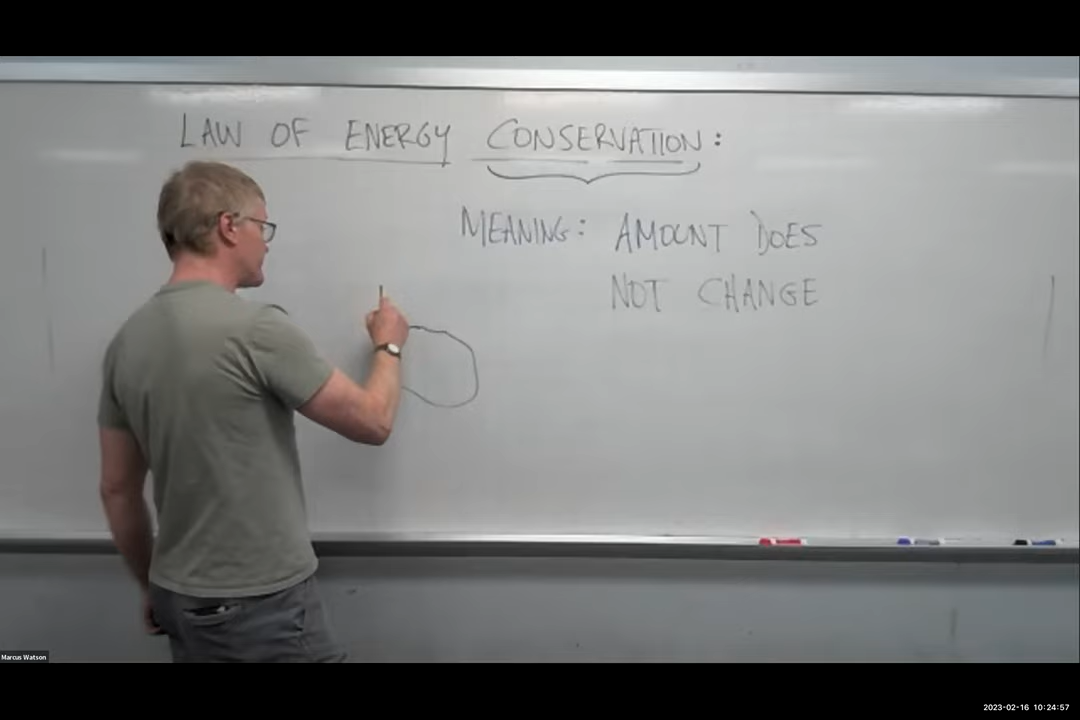 LAW OF ENERGY CONSERVATION:
MEANING: AMOUNT DOES
NOT CHANGE
Marcus Watson
2023-02-16 10:24:57